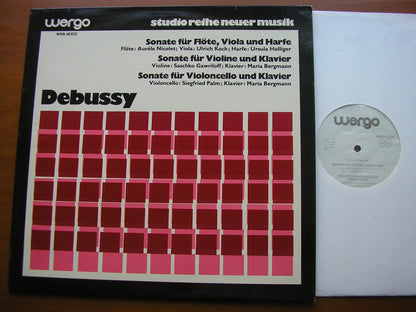 wergo
studio reihe neuer musik
WER 60020
Sonate für Flöte, Viola und Harfe
Flöte: Aurèle Nicolet; Viola: Ulrich Koch; Harfe: Ursula Holliger
Sonate für Violine und Klavier
Violine: Saschko Gawriloff; Klavier: Maria Bergmann
Sonate für Violoncello und Klavier
Violoncello: Siegfried Palm; Klavier: Maria Bergmann
Debussy
wergo